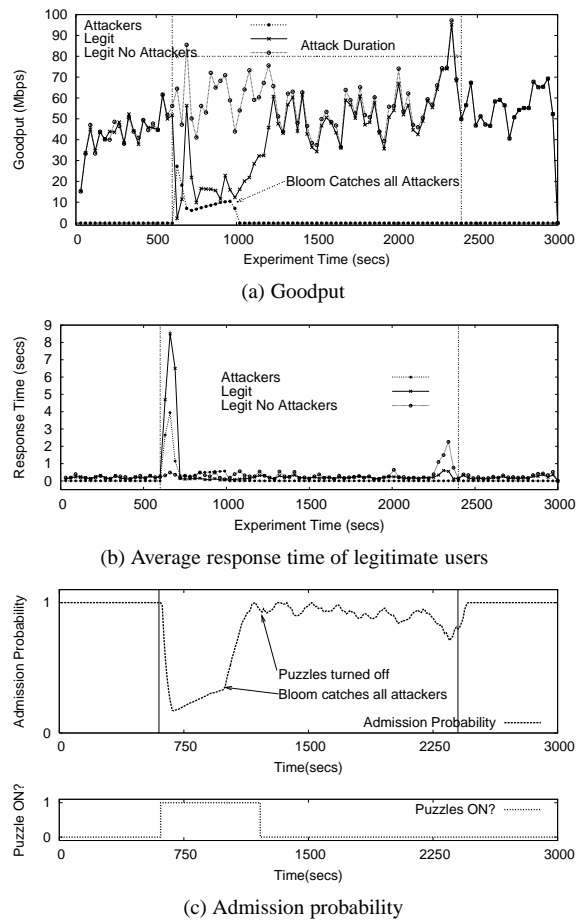 Attackers
Legit
Legit No Attackers
Attack Duration
Bloom Catches all Attackers
Goodput (Mbps)
100
90
80
70
60
50
40
30
20
10
0
0 500 1000 1500 2000 2500 3000
Experiment Time (secs)
(a) Goodput
Attackers
Legit
Legit No Attackers
Response Time (secs)
9
8
7
6
5
4
3
2
1
0
0 500 1000 1500 2000 2500 3000
Experiment Time (secs)
(b) Average response time of legitimate users
Admission Probability
1
0
Puzzles turned off
Bloom catches all attackers
Admission Probability
0 750 1500 2250 3000
Time(secs)
Puzzle ON?
1
0
Puzzles ON?
0 750 1500 2250 3000
Time(secs)
(c) Admission probability